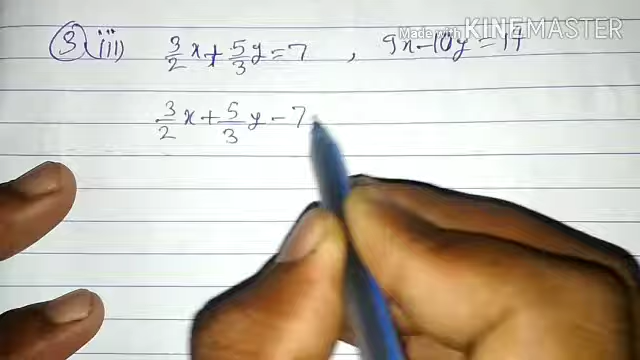 Made with KINEMASTER
3.(iii) 3/2 x + 5/3 y = 7 , 9x - 10y = 14
3/2 x + 5/3 y - 7